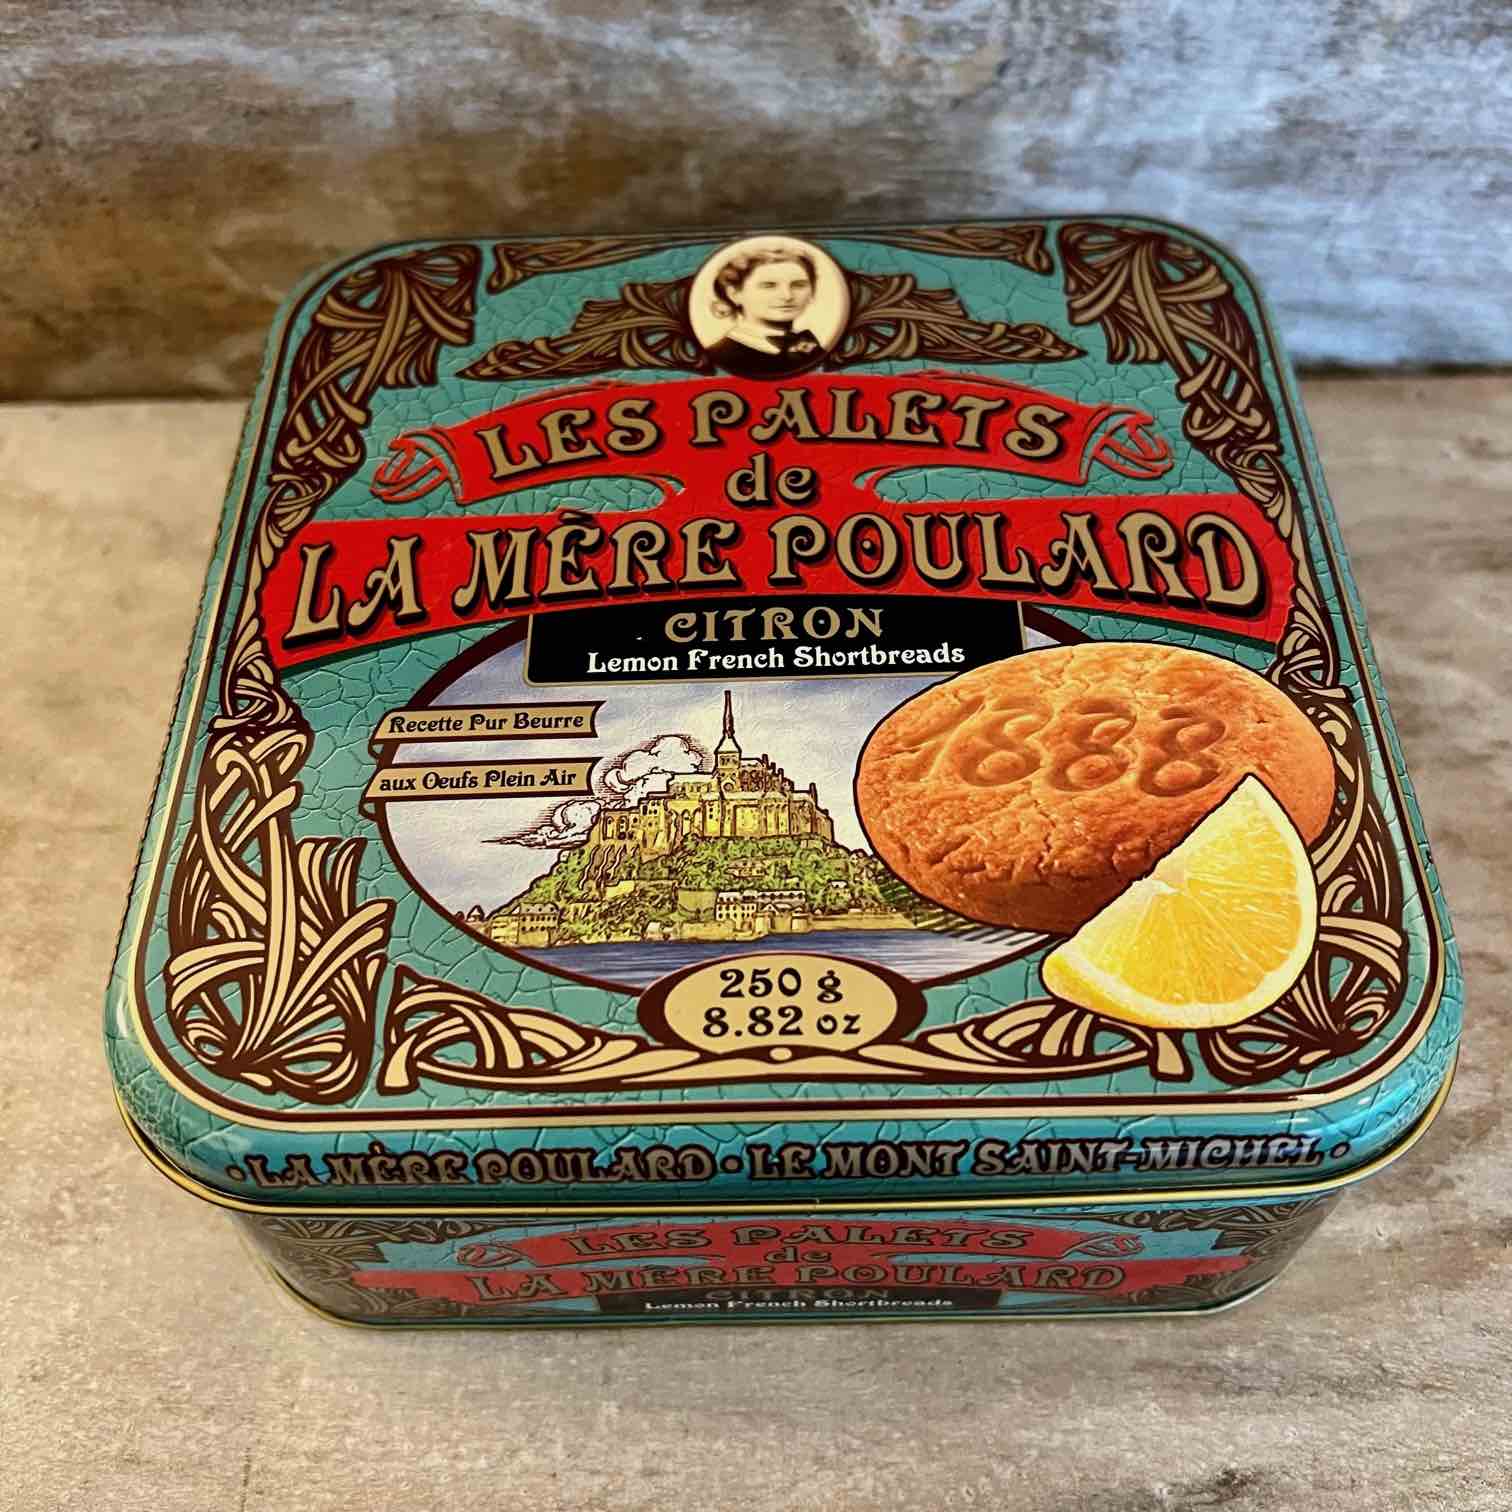 LES PALETS
de
LA MÈRE POULARD
CITRON
Lemon French Shortbreads
Recette Pur Beurre
aux Oeufs Plein Air
1888
250 g
8.82 oz
• LA MÈRE POULARD • LE MONT SAINT-MICHEL •
LES PALETS
de
LA MÈRE POULARD
CITRON
Lemon French Shortbreads